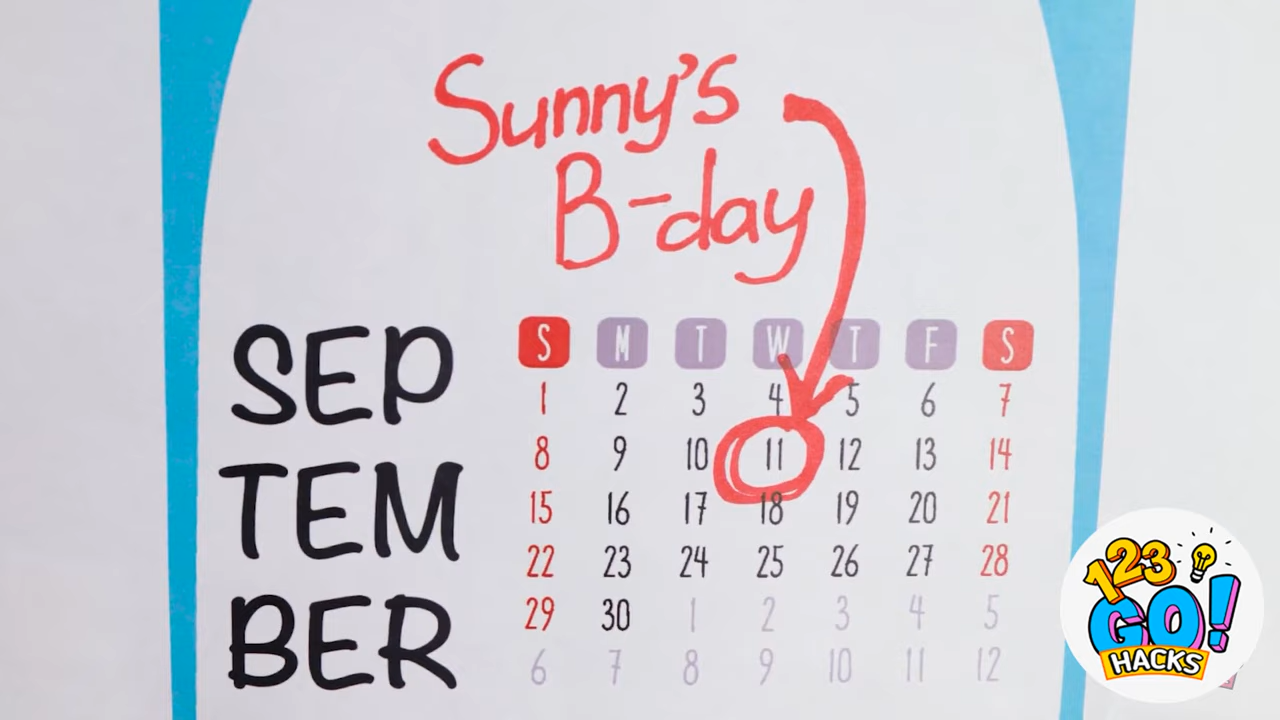 Sunny's
B-day
SEP
TEM
BER
S M T W T F S
1 2 3 4 5 6 7
8 9 10 11 12 13 14
15 16 17 18 19 20 21
22 23 24 25 26 27 28
29 30 1 2 3 4 5
6 7 8 9 10 11 12
123
GO!
HACKS